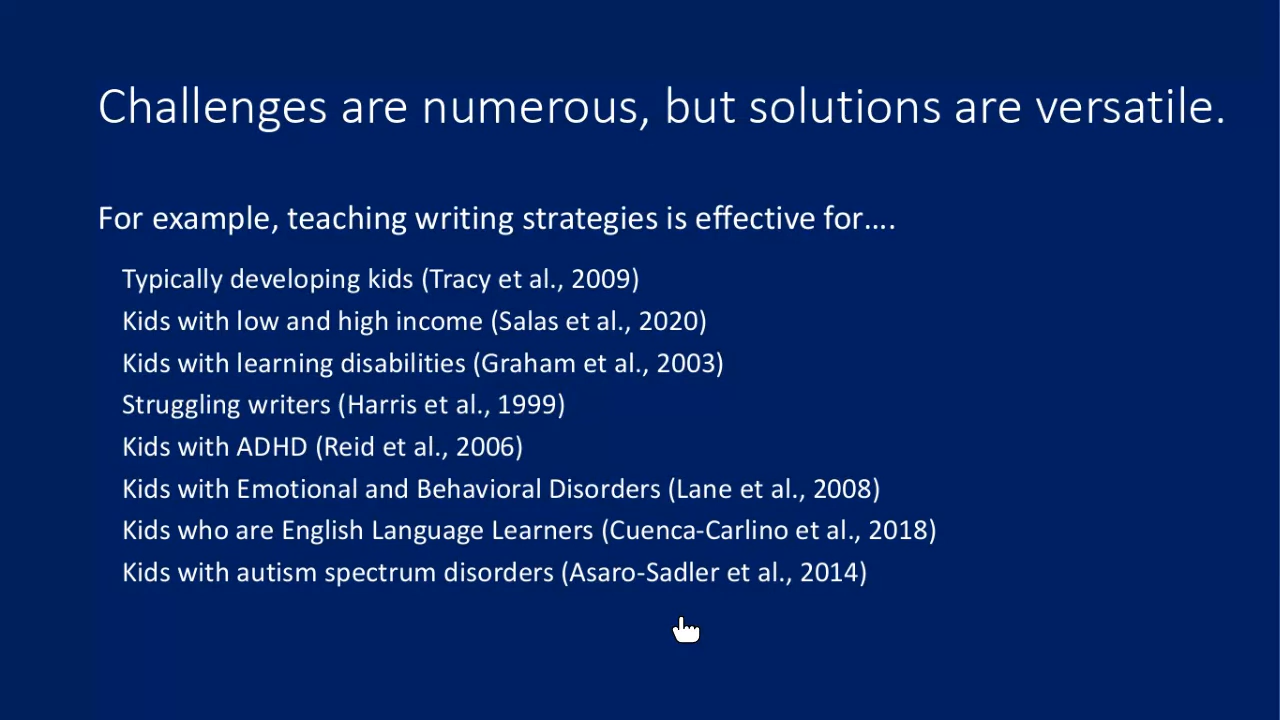 Challenges are numerous, but solutions are versatile.
For example, teaching writing strategies is effective for....
Typically developing kids (Tracy et al., 2009)
Kids with low and high income (Salas et al., 2020)
Kids with learning disabilities (Graham et al., 2003)
Struggling writers (Harris et al., 1999)
Kids with ADHD (Reid et al., 2006)
Kids with Emotional and Behavioral Disorders (Lane et al., 2008)
Kids who are English Language Learners (Cuenca-Carlino et al., 2018)
Kids with autism spectrum disorders (Asaro-Sadler et al., 2014)